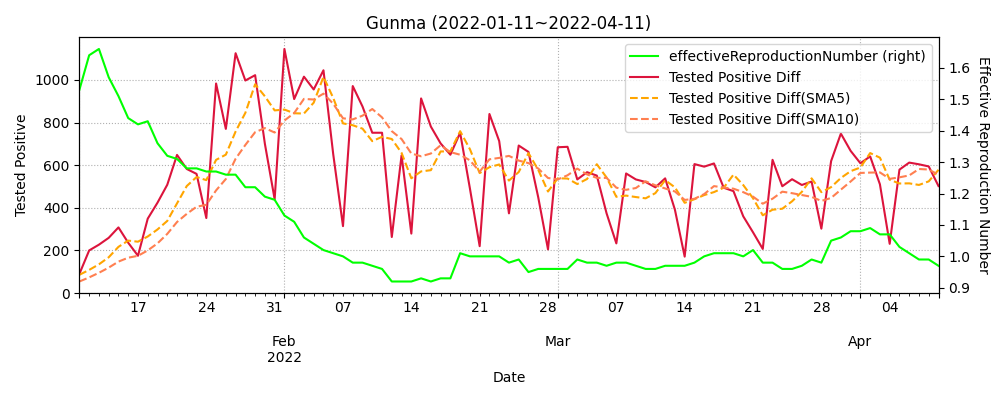 Gunma (2022-01-11~2022-04-11)
effectiveReproductionNumber (right)
Tested Positive Diff
Tested Positive Diff(SMA5)
Tested Positive Diff(SMA10)
Tested Positive
1000
800
600
400
200
0
1.6
1.5
1.4
1.3
1.2
1.1
1.0
0.9
Effective Reproduction Number
17 24 31 07 14 21 28 07 14 21 28 04
Feb Mar Apr
2022
Date